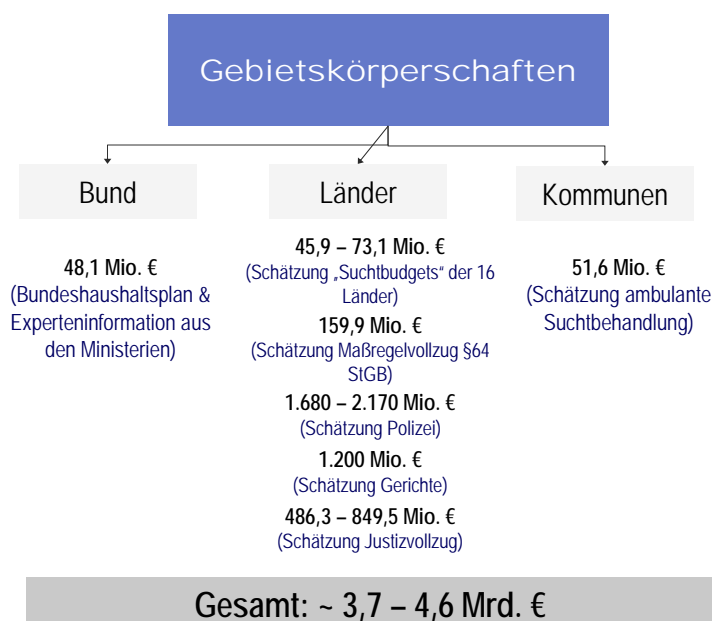 Gebietskörperschaften
Bund
Länder
Kommunen
48,1 Mio. €
(Bundeshaushaltsplan &
Experteninformation aus
den Ministerien)
45,9 – 73,1 Mio. €
(Schätzung „Suchtbudgets“ der 16
Länder)
159,9 Mio. €
(Schätzung Maßregelvollzug §64
StGB)
1.680 – 2.170 Mio. €
(Schätzung Polizei)
1.200 Mio. €
(Schätzung Gerichte)
486,3 – 849,5 Mio. €
(Schätzung Justizvollzug)
51,6 Mio. €
(Schätzung ambulante
Suchtbehandlung)
Gesamt: ~ 3,7 – 4,6 Mrd. €